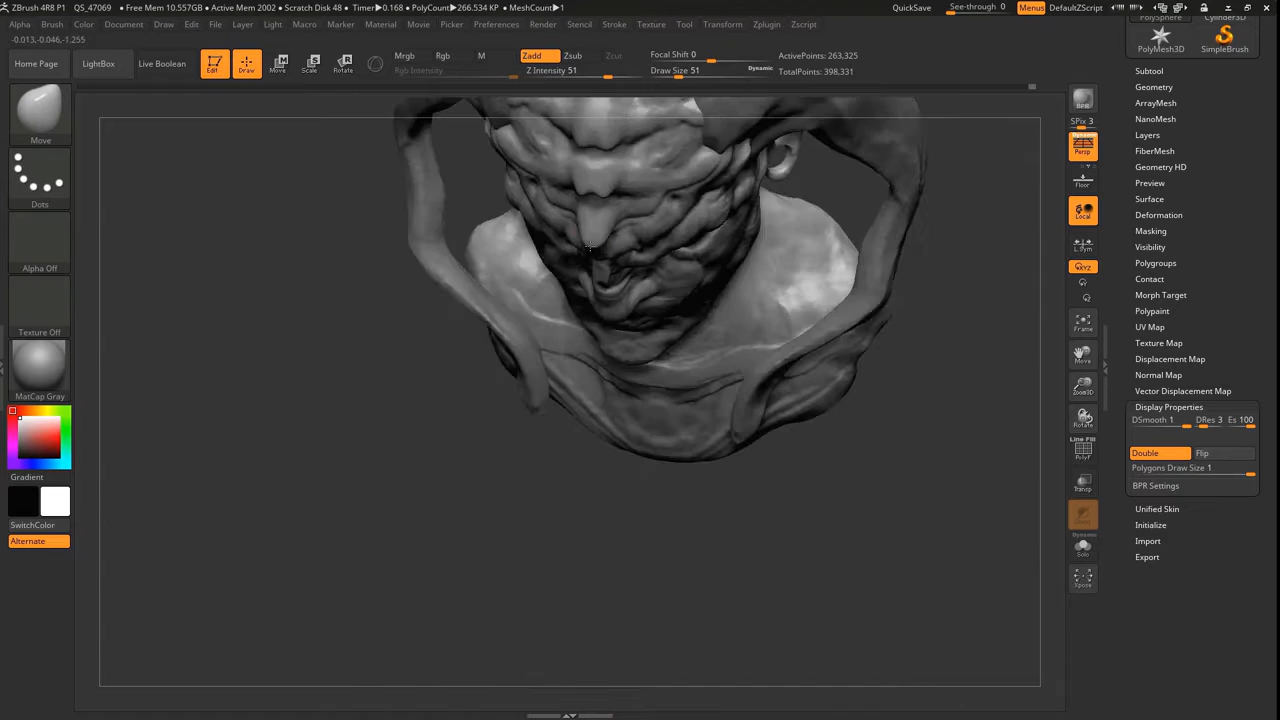 ZBrush 4R8 P1 QS_47069 • Free Mem 10.557GB • Active Mem 2002 • Scratch Disk 48 • Timer▶0.168 • PolyCount▶266.534 KP • MeshCount▶1 QuickSave See-through 0 Menus DefaultZScript
Alpha Brush Color Document Draw Edit File Layer Light Macro Marker Material Movie Picker Preferences Render Stencil Stroke Texture Tool Transform Zplugin Zscript
-0.013,-0.046,-1.255
Home Page LightBox Live Boolean Edit Draw Move Scale Rotate
Mrgb Rgb M
Rgb Intensity
Zadd Zsub Zcut
Z Intensity 51
Focal Shift 0
Draw Size 51 Dynamic
ActivePoints: 263,325
TotalPoints: 398,331
Move
Dots
Alpha Off
Texture Off
MatCap Gray
Gradient
SwitchColor
Alternate
BPR
SPix 3
Dynamic
Persp
Floor
Local
L.Sym
XYZ
Frame
Move
Zoom3D
Rotate
Line Fill
PolyF
Transp
Dynamic
Solo
Xpose
PolySphere Cylinder3D
PolyMesh3D SimpleBrush
Subtool
Geometry
ArrayMesh
NanoMesh
Layers
FiberMesh
Geometry HD
Preview
Surface
Deformation
Masking
Visibility
Polygroups
Contact
Morph Target
Polypaint
UV Map
Texture Map
Displacement Map
Normal Map
Vector Displacement Map
Display Properties
DSmooth 1 DRes 3 Es 100
Double Flip
Polygons Draw Size 1
BPR Settings
Unified Skin
Initialize
Import
Export